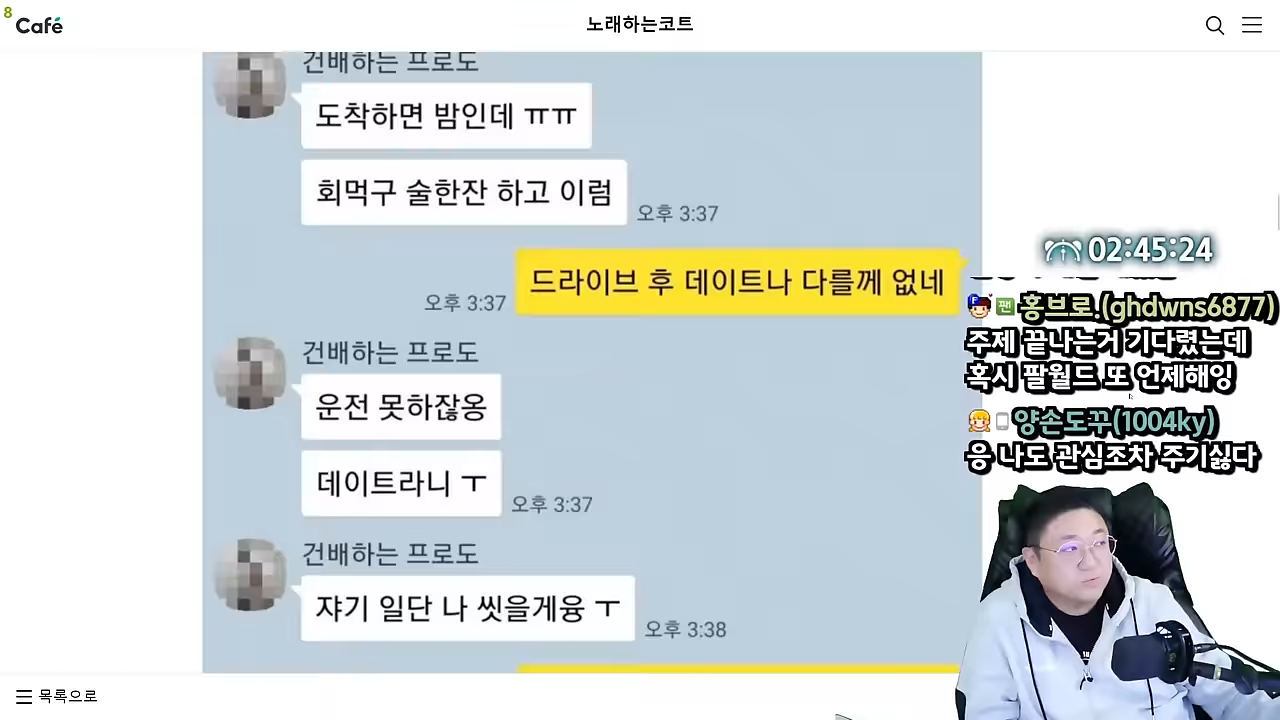 8
Café
노래하는코트
건배하는 프로도
도착하면 밤인데 ㅠㅠ
회먹구 술한잔 하고 이럼
오후 3:37
드라이브 후 데이트나 다를께 없네
오후 3:37
건배하는 프로도
운전 못하잖옹
데이트라니 ㅜ
오후 3:37
건배하는 프로도
쟈기 일단 나 씻을게융 ㅜ
오후 3:38
목록으로
02:45:24
F 팬 홍브로.(ghdwns6877)
주제 끝나는거 기다렸는데
혹시 팔월드 또 언제해잉
양손도꾸(1004ky)
응 나도 관심조차 주기싫다